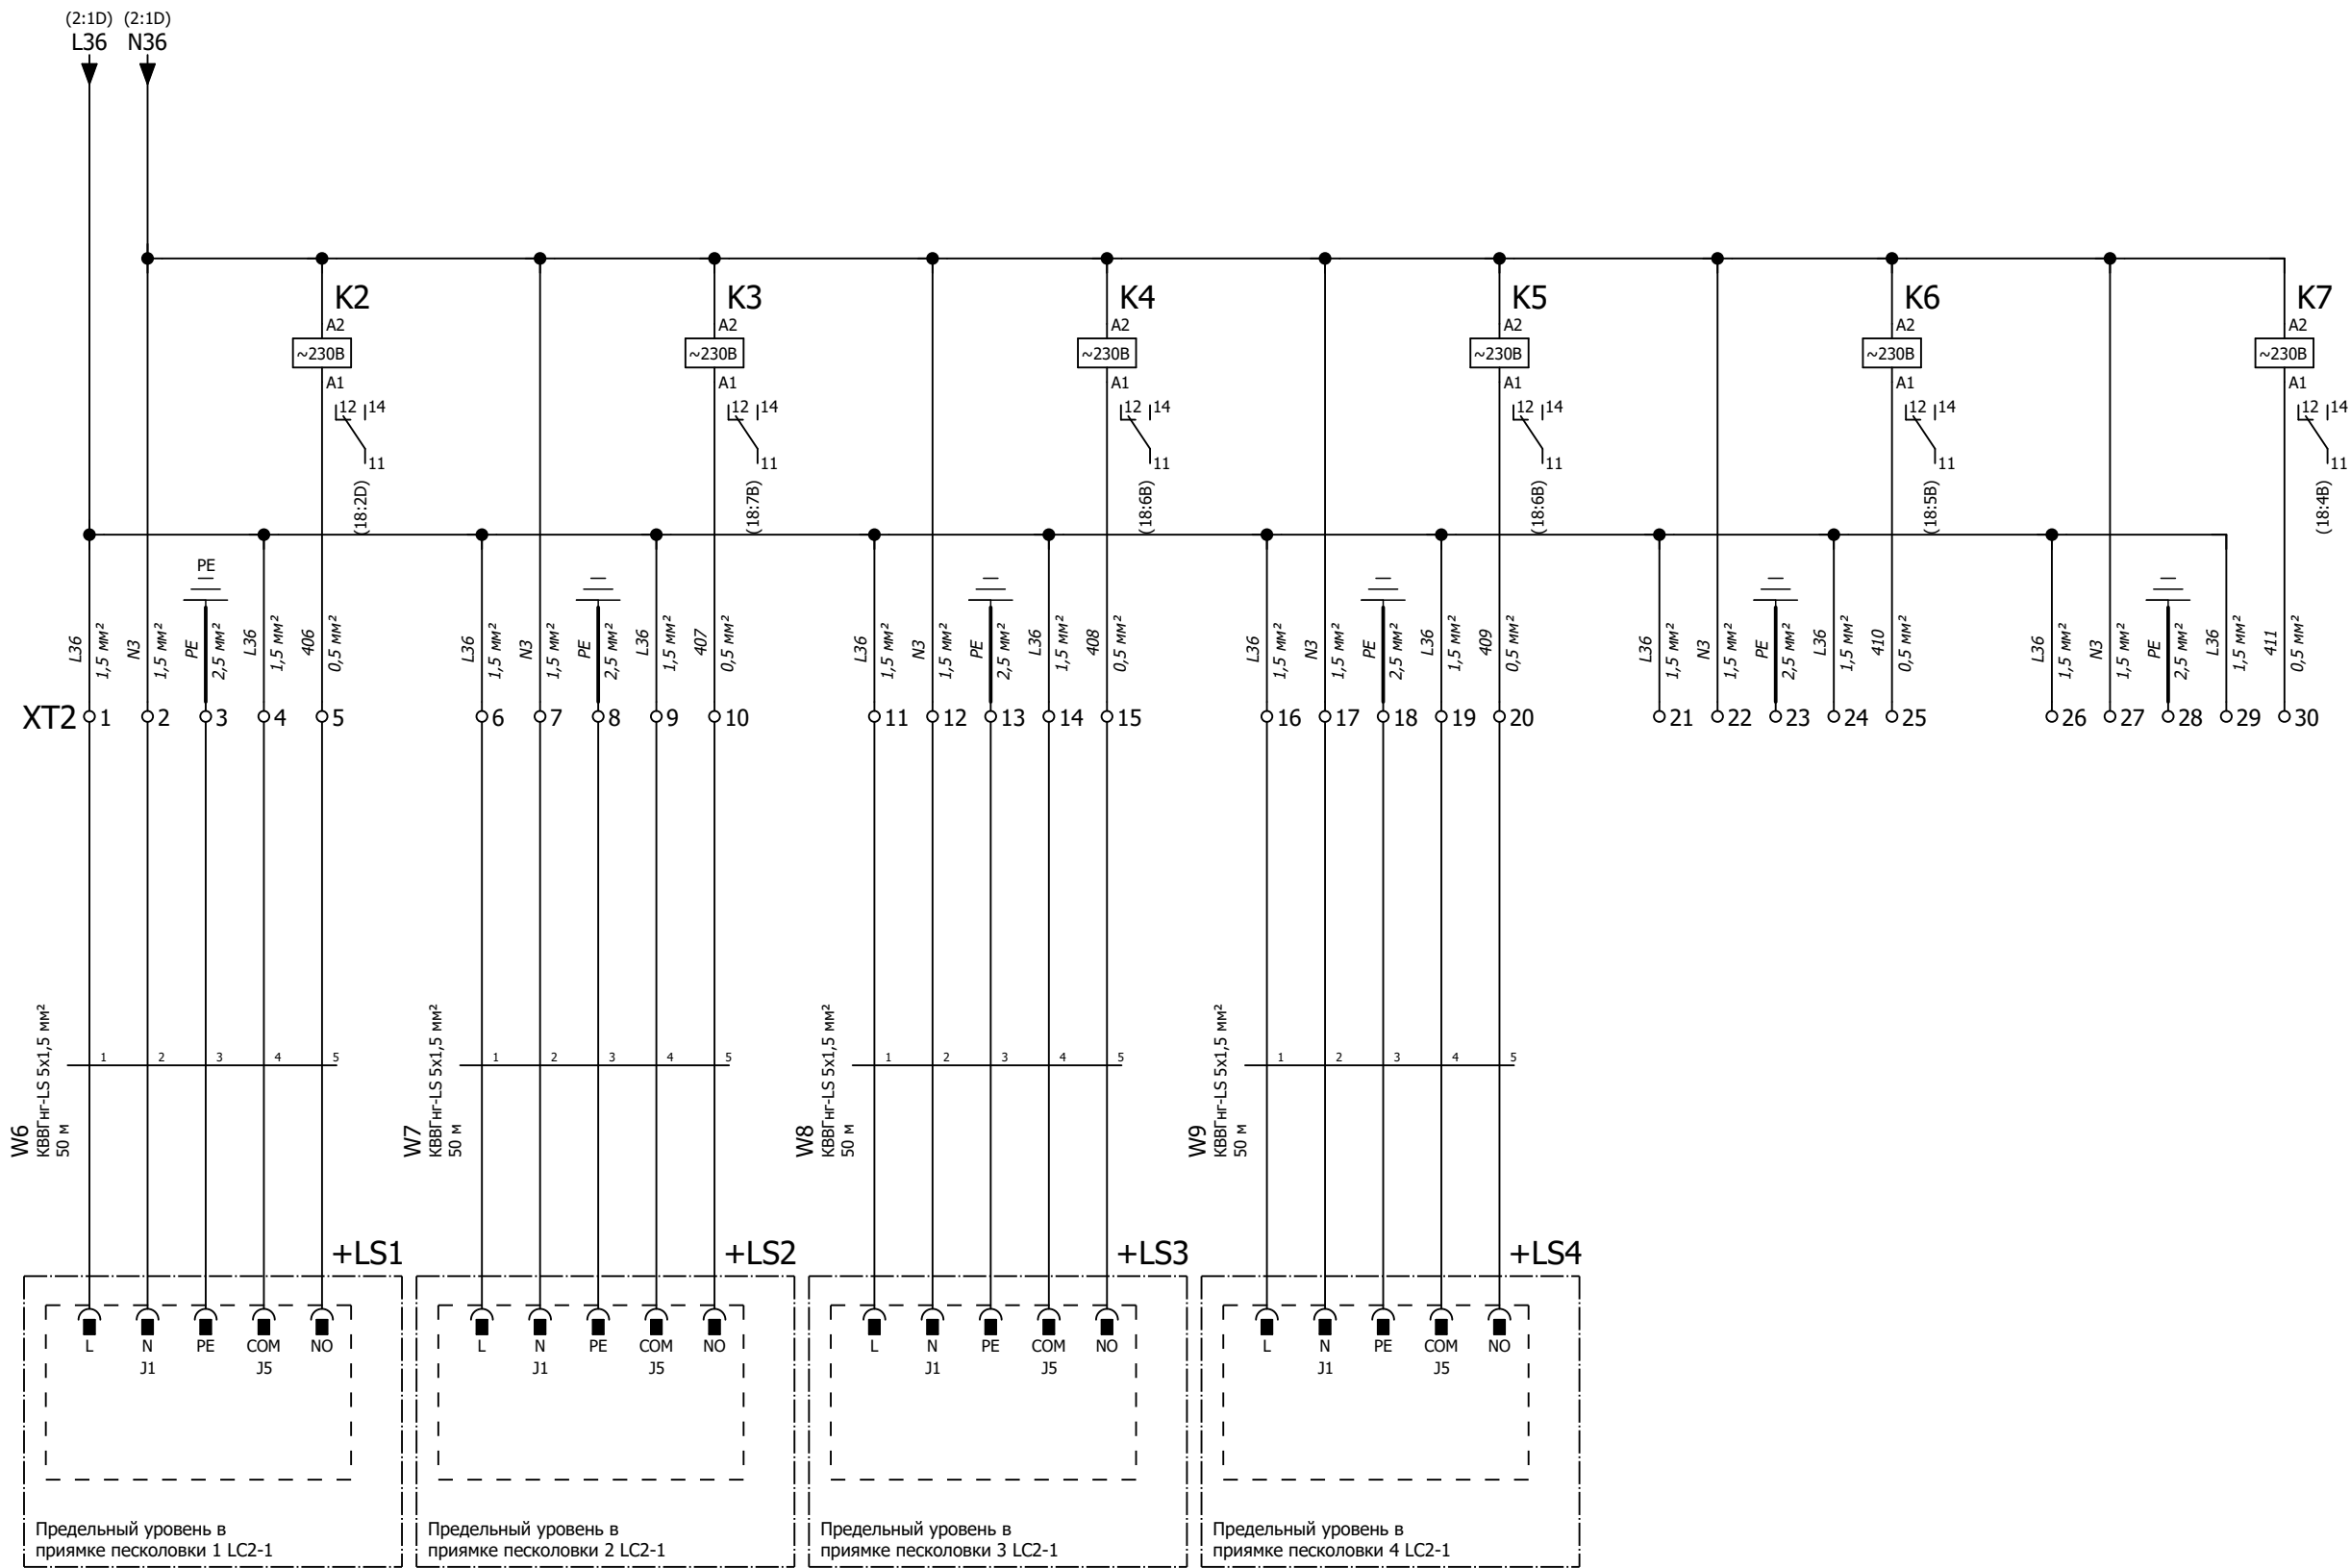 (2:1D) (2:1D)
L36 N36
K2 K3 K4 K5 K6 K7
A2 A2 A2 A2 A2 A2
~230В ~230В ~230В ~230В ~230В ~230В
A1 A1 A1 A1 A1 A1
12 14 12 14 12 14 12 14 12 14 12 14
11 11 11 11 11 11
(18:2D) (18:7B) (18:6B) (18:6B) (18:5B) (18:4B)
PE
L36 1,5 мм² N3 1,5 мм² PE 2,5 мм² L36 1,5 мм² 406 0,5 мм²
L36 1,5 мм² N3 1,5 мм² PE 2,5 мм² L36 1,5 мм² 407 0,5 мм²
L36 1,5 мм² N3 1,5 мм² PE 2,5 мм² L36 1,5 мм² 408 0,5 мм²
L36 1,5 мм² N3 1,5 мм² PE 2,5 мм² L36 1,5 мм² 409 0,5 мм²
L36 1,5 мм² N3 1,5 мм² PE 2,5 мм² L36 1,5 мм² 410 0,5 мм²
L36 1,5 мм² N3 1,5 мм² PE 2,5 мм² L36 1,5 мм² 411 0,5 мм²
XT2 1 2 3 4 5 6 7 8 9 10 11 12 13 14 15 16 17 18 19 20 21 22 23 24 25 26 27 28 29 30
1 2 3 4 5 1 2 3 4 5 1 2 3 4 5 1 2 3 4 5
W6
КВВГнг-LS 5x1,5 мм²
50 м
W7
КВВГнг-LS 5x1,5 мм²
50 м
W8
КВВГнг-LS 5x1,5 мм²
50 м
W9
КВВГнг-LS 5x1,5 мм²
50 м
+LS1 +LS2 +LS3 +LS4
L N PE COM NO L N PE COM NO L N PE COM NO L N PE COM NO
J1 J5 J1 J5 J1 J5 J1 J5
Предельный уровень в
приямке песколовки 1 LC2-1
Предельный уровень в
приямке песколовки 2 LC2-1
Предельный уровень в
приямке песколовки 3 LC2-1
Предельный уровень в
приямке песколовки 4 LC2-1